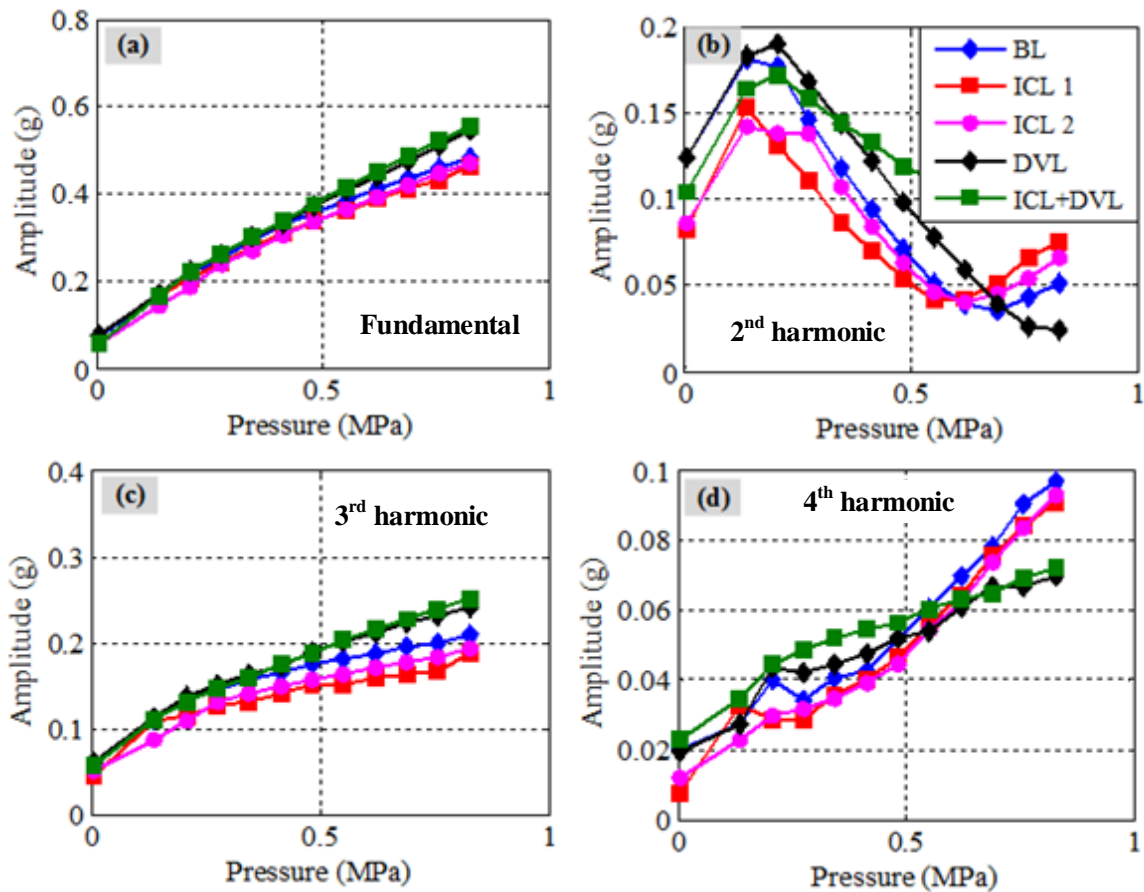 (a)
0.8
0.6
0.4
0.2
0
Amplitude (g)
Fundamental
0
0.5
1
Pressure (MPa)
(b)
0.2
0.15
0.1
0.05
0
Amplitude (g)
BL
ICL 1
ICL 2
DVL
ICL+DVL
2nd harmonic
0
0.5
1
Pressure (MPa)
(c)
0.4
0.3
0.2
0.1
0
Amplitude (g)
3rd harmonic
0
0.5
1
Pressure (MPa)
(d)
0.1
0.08
0.06
0.04
0.02
0
Amplitude (g)
4th harmonic
0
0.5
1
Pressure (MPa)